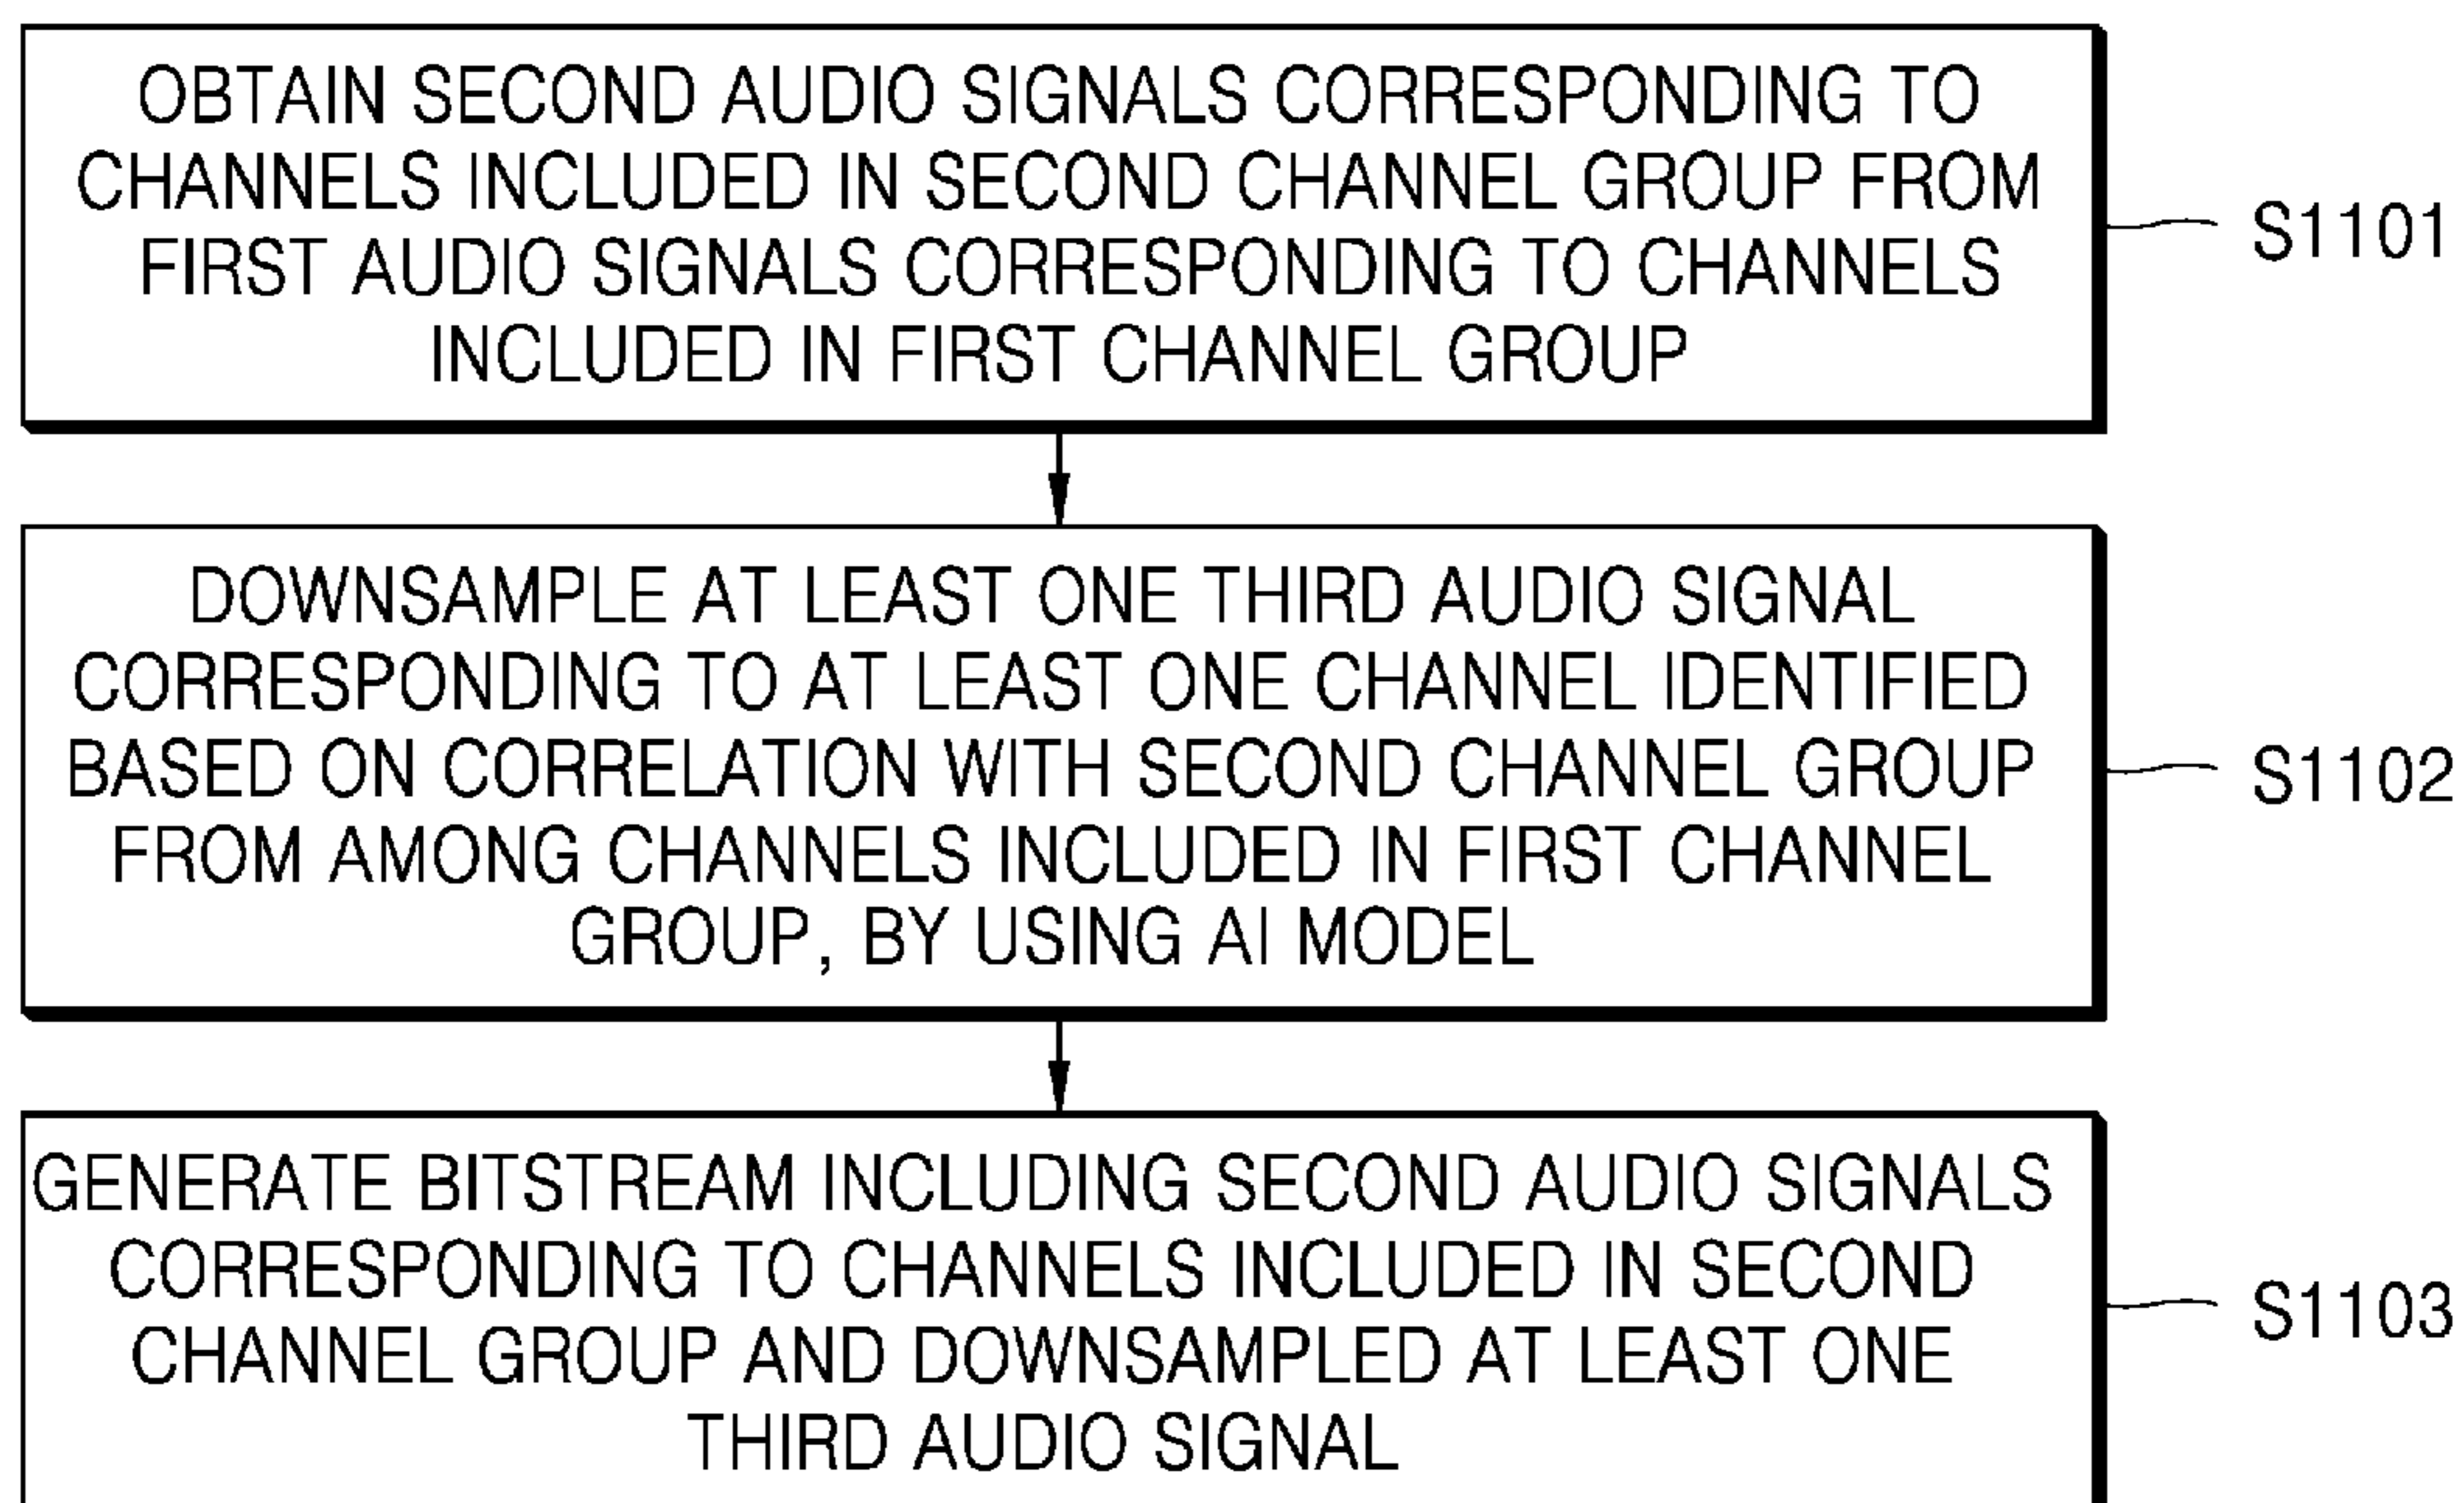 OBTAIN SECOND AUDIO SIGNALS CORRESPONDING TO
CHANNELS INCLUDED IN SECOND CHANNEL GROUP FROM
FIRST AUDIO SIGNALS CORRESPONDING TO CHANNELS
INCLUDED IN FIRST CHANNEL GROUP
S1101
DOWNSAMPLE AT LEAST ONE THIRD AUDIO SIGNAL
CORRESPONDING TO AT LEAST ONE CHANNEL IDENTIFIED
BASED ON CORRELATION WITH SECOND CHANNEL GROUP
FROM AMONG CHANNELS INCLUDED IN FIRST CHANNEL
GROUP, BY USING AI MODEL
S1102
GENERATE BITSTREAM INCLUDING SECOND AUDIO SIGNALS
CORRESPONDING TO CHANNELS INCLUDED IN SECOND
CHANNEL GROUP AND DOWNSAMPLED AT LEAST ONE
THIRD AUDIO SIGNAL
S1103